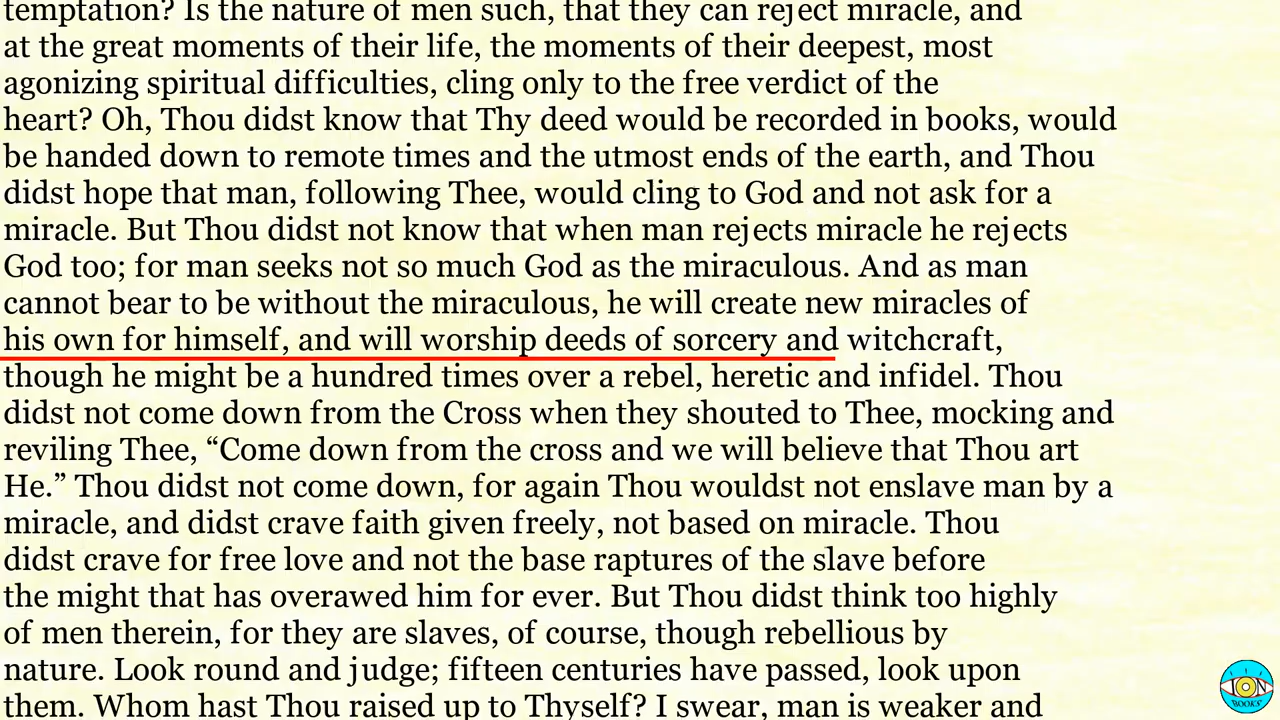 temptation? Is the nature of men such, that they can reject miracle, and
at the great moments of their life, the moments of their deepest, most
agonizing spiritual difficulties, cling only to the free verdict of the
heart? Oh, Thou didst know that Thy deed would be recorded in books, would
be handed down to remote times and the utmost ends of the earth, and Thou
didst hope that man, following Thee, would cling to God and not ask for a
miracle. But Thou didst not know that when man rejects miracle he rejects
God too; for man seeks not so much God as the miraculous. And as man
cannot bear to be without the miraculous, he will create new miracles of
his own for himself, and will worship deeds of sorcery and witchcraft,
though he might be a hundred times over a rebel, heretic and infidel. Thou
didst not come down from the Cross when they shouted to Thee, mocking and
reviling Thee, “Come down from the cross and we will believe that Thou art
He.” Thou didst not come down, for again Thou wouldst not enslave man by a
miracle, and didst crave faith given freely, not based on miracle. Thou
didst crave for free love and not the base raptures of the slave before
the might that has overawed him for ever. But Thou didst think too highly
of men therein, for they are slaves, of course, though rebellious by
nature. Look round and judge; fifteen centuries have passed, look upon
them. Whom hast Thou raised up to Thyself? I swear, man is weaker and
ION
BOOKS